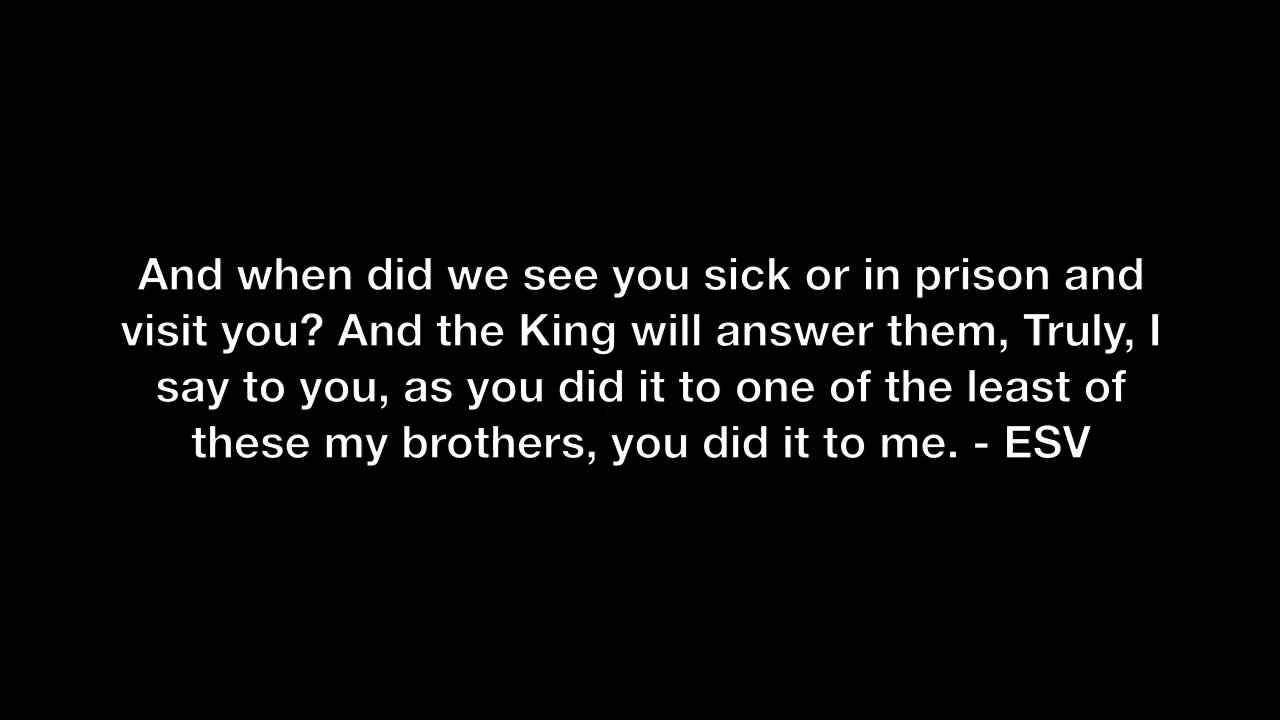 And when did we see you sick or in prison and
visit you? And the King will answer them, Truly, I
say to you, as you did it to one of the least of
these my brothers, you did it to me. - ESV